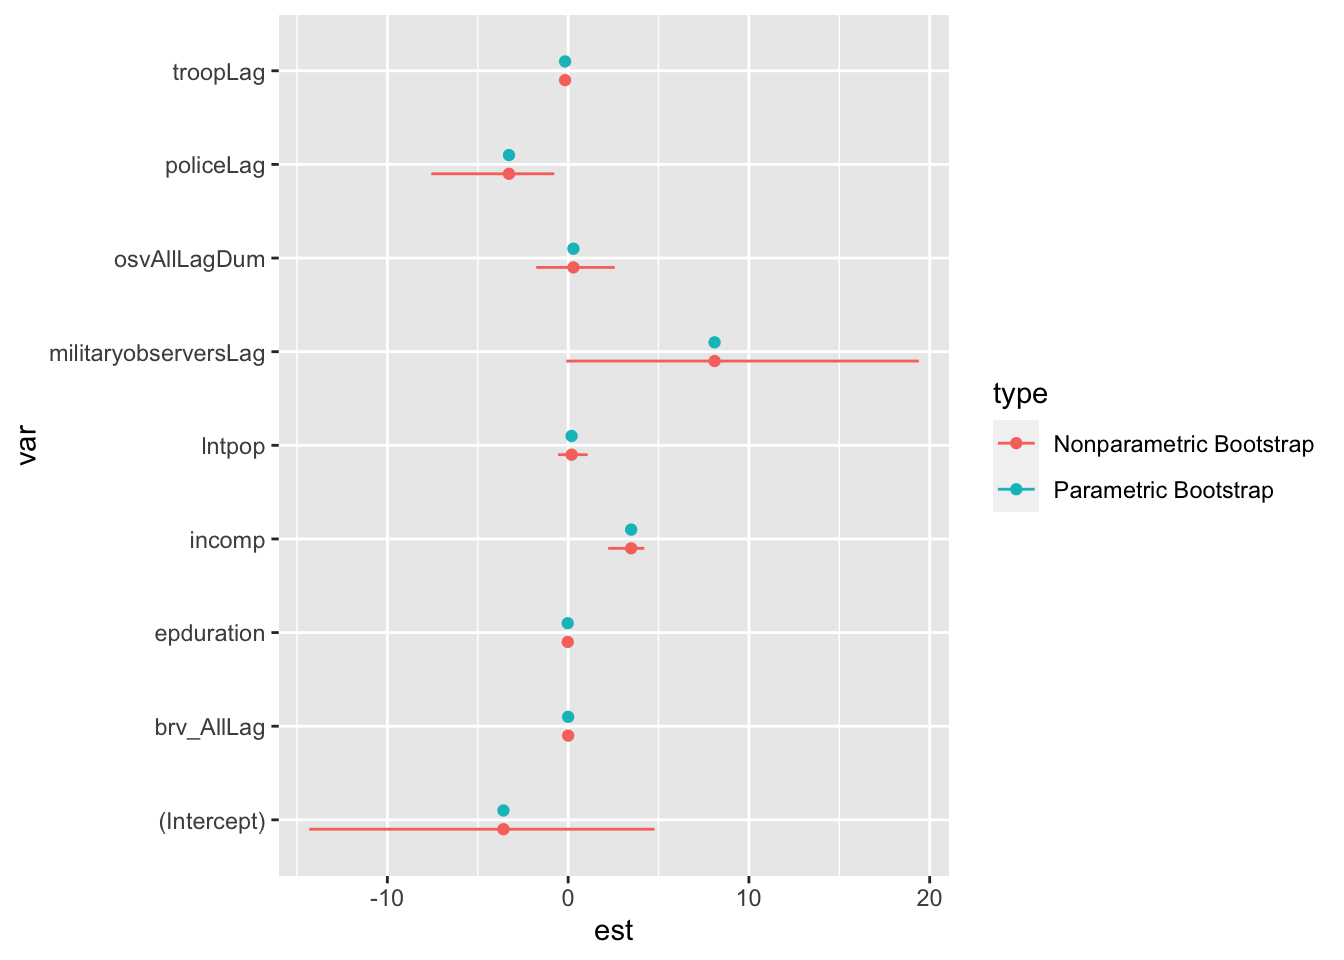 troopLag
policeLag
osvAllLagDum
militaryobserversLag
lntpop
incomp
epduration
brv_AllLag
(Intercept)
var
-10
0
10
20
est
type
Nonparametric Bootstrap
Parametric Bootstrap